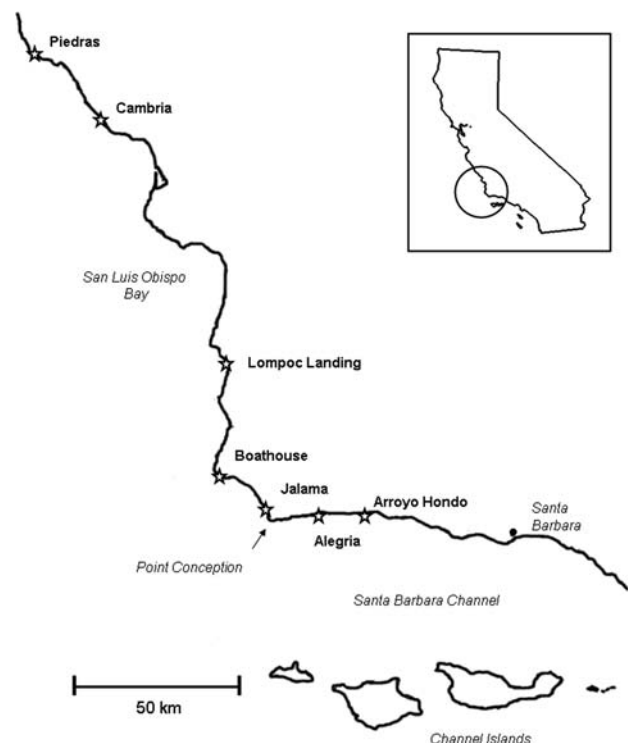 Piedras
Cambria
San Luis Obispo
Bay
Lompoc Landing
Boathouse
Jalama
Arroyo Hondo
Santa
Barbara
Alegria
Point Conception
Santa Barbara Channel
50 km
Channel Islands